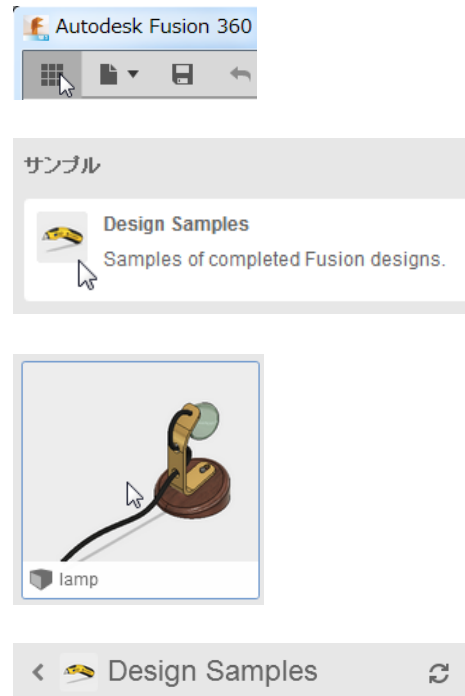 Autodesk Fusion 360
サンプル
Design Samples
Samples of completed Fusion designs.
lamp
Design Samples